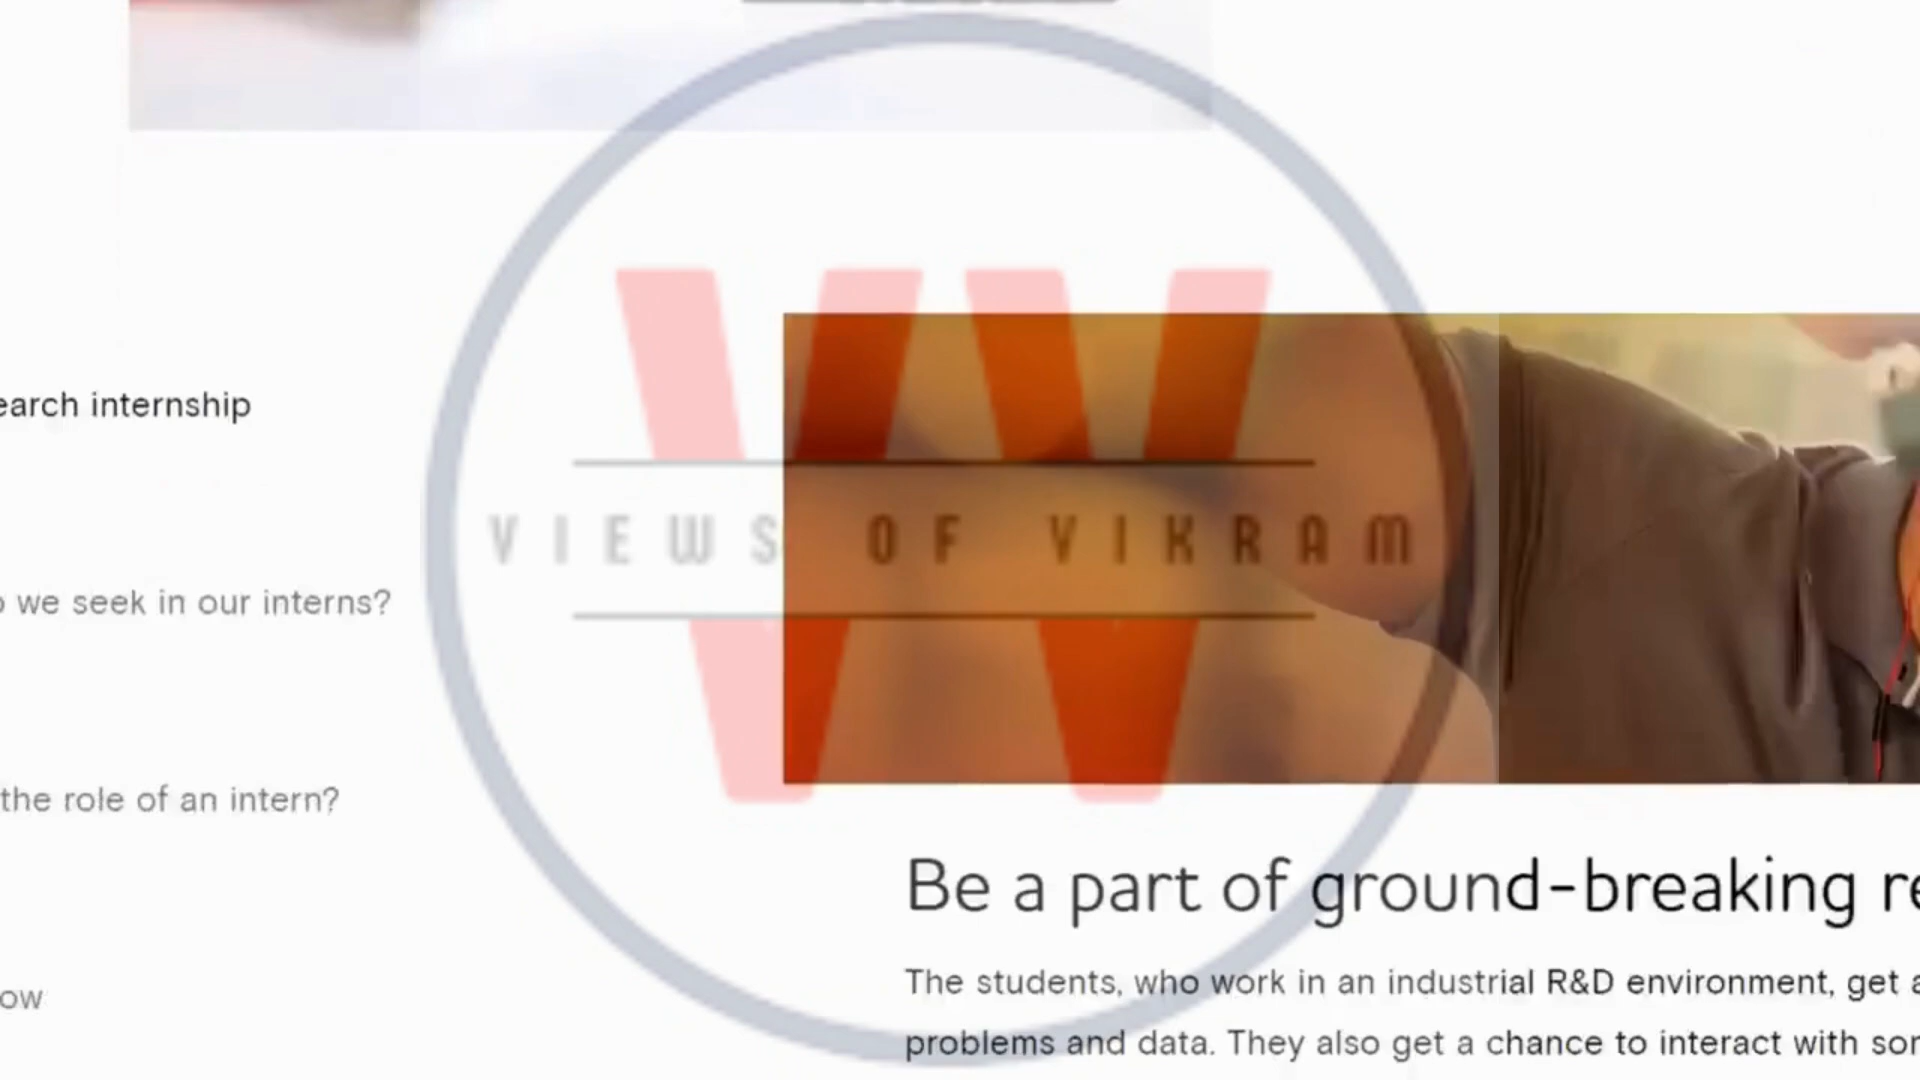 earch internship
VIEWS OF VIKRAM
we seek in our interns?
the role of an intern?
Be a part of ground-breaking
The students, who work in an industrial R&D environment, get
ow
problems and data. They also get a chance to interact with